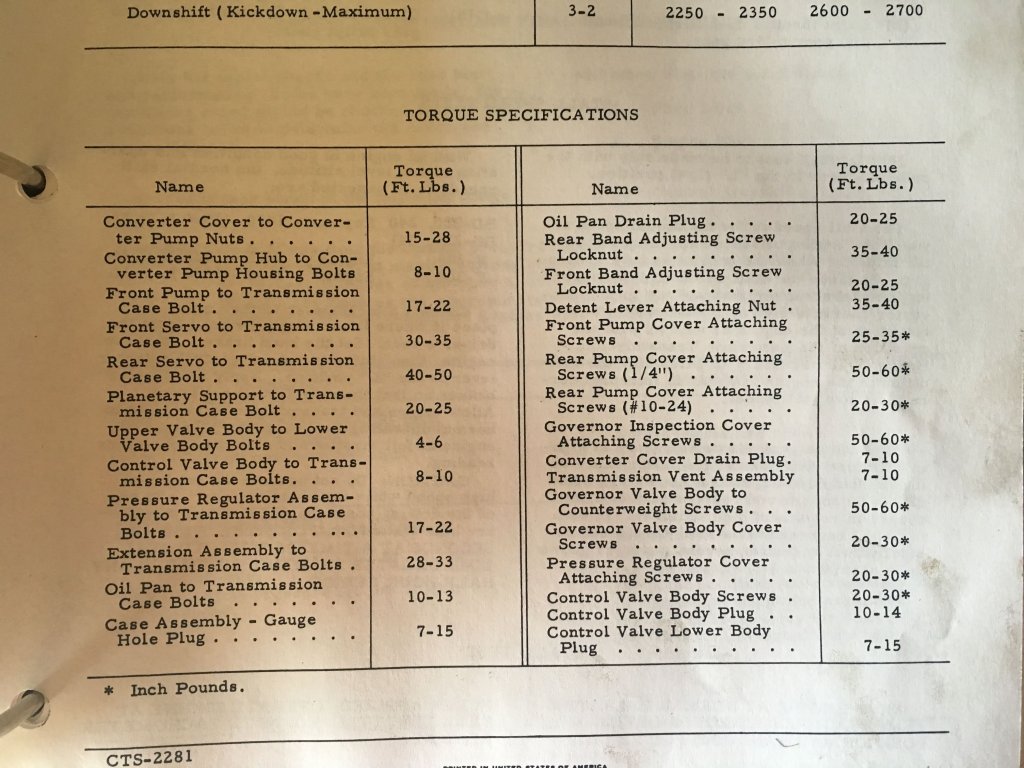 Downshift (Kickdown-Maximum) 3-2 2250 - 2350 2600 - 2700
TORQUE SPECIFICATIONS
Name
Torque
(Ft. Lbs.)
Converter Cover to Conver-
ter Pump Nuts . . . . . . 15-28
Converter Pump Hub to Con-
verter Pump Housing Bolts 8-10
Front Pump to Transmission
Case Bolt . . . . . . . . 17-22
Front Servo to Transmission
Case Bolt . . . . . . . . 30-35
Rear Servo to Transmission
Case Bolt . . . . . . . . 40-50
Planetary Support to Trans-
mission Case Bolt . . . . 20-25
Upper Valve Body to Lower
Valve Body Bolts . . . . 4-6
Control Valve Body to Trans-
mission Case Bolts. . . . 8-10
Pressure Regulator Assem-
bly to Transmission Case
Bolts . . . . . . . . . . . 17-22
Extension Assembly to
Transmission Case Bolts . 28-33
Oil Pan to Transmission
Case Bolts . . . . . . . 10-13
Case Assembly - Gauge
Hole Plug . . . . . . . . 7-15
Name
Torque
(Ft. Lbs.)
Oil Pan Drain Plug . . . . . 20-25
Rear Band Adjusting Screw
Locknut . . . . . . . . . 35-40
Front Band Adjusting Screw
Locknut . . . . . . . . . 20-25
Detent Lever Attaching Nut . 35-40
Front Pump Cover Attaching
Screws . . . . . . . . . 25-35*
Rear Pump Cover Attaching
Screws (1/4") . . . . . . 50-60*
Rear Pump Cover Attaching
Screws (#10-24) . . . . . 20-30*
Governor Inspection Cover
Attaching Screws . . . . . 50-60*
Converter Cover Drain Plug. 7-10
Transmission Vent Assembly 7-10
Governor Valve Body to
Counterweight Screws . . . 50-60*
Governor Valve Body Cover
Screws . . . . . . . . . 20-30*
Pressure Regulator Cover
Attaching Screws . . . . . 20-30*
Control Valve Body Screws . 20-30*
Control Valve Body Plug . . 10-14
Control Valve Lower Body
Plug . . . . . . . . . . 7-15
* Inch Pounds.
CTS-2281
PRINTED IN UNITED STATES OF AMERICA